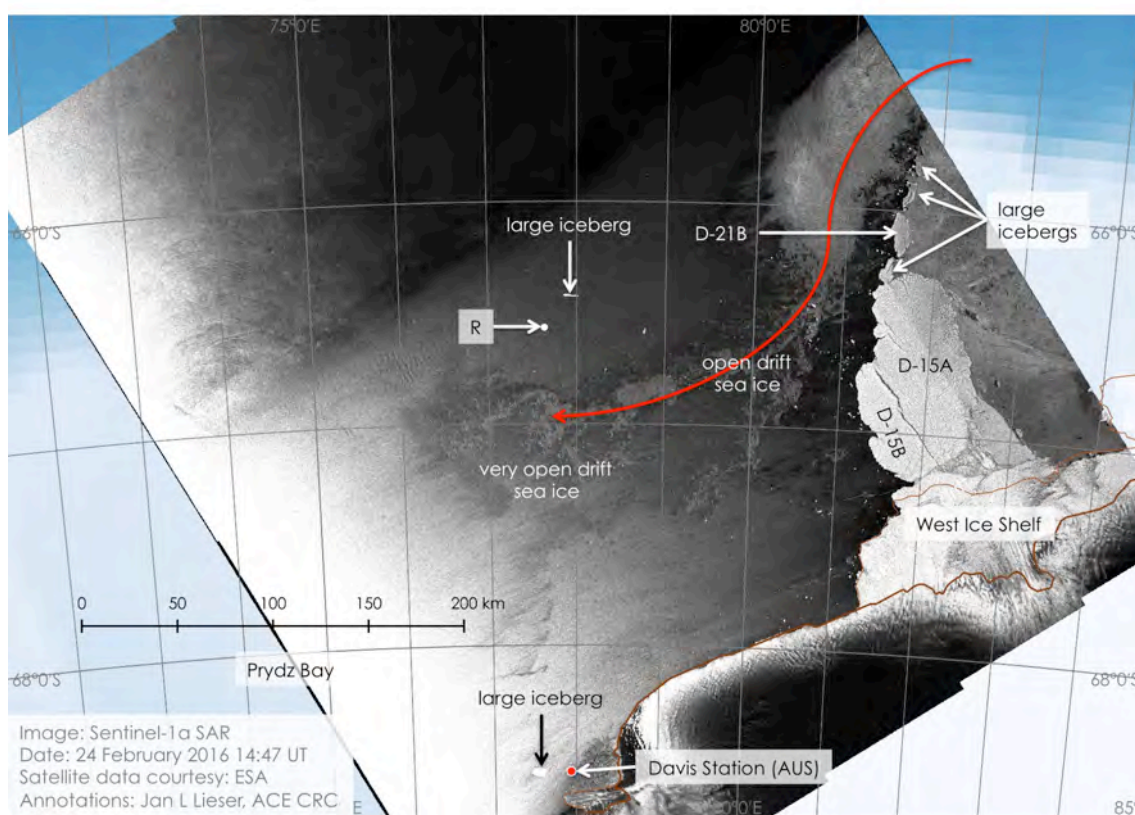 75°0'E
80°0'E
large iceberg
D-21B
large
icebergs
66°0'S
66°0'S
R
open drift
sea ice
D-15A
D-15B
very open drift
sea ice
West Ice Shelf
0 50 100 150 200 km
Prydz Bay
68°0'S
68°0'S
large iceberg
Davis Station (AUS)
Image: Sentinel-1a SAR
Date: 24 February 2016 14:47 UT
Satellite data courtesy: ESA
Annotations: Jan L Lieser, ACE CRC